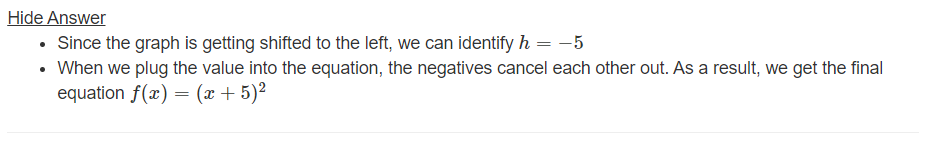 Hide Answer
• Since the graph is getting shifted to the left, we can identify h = −5
• When we plug the value into the equation, the negatives cancel each other out. As a result, we get the final
equation f(x) = (x + 5)²